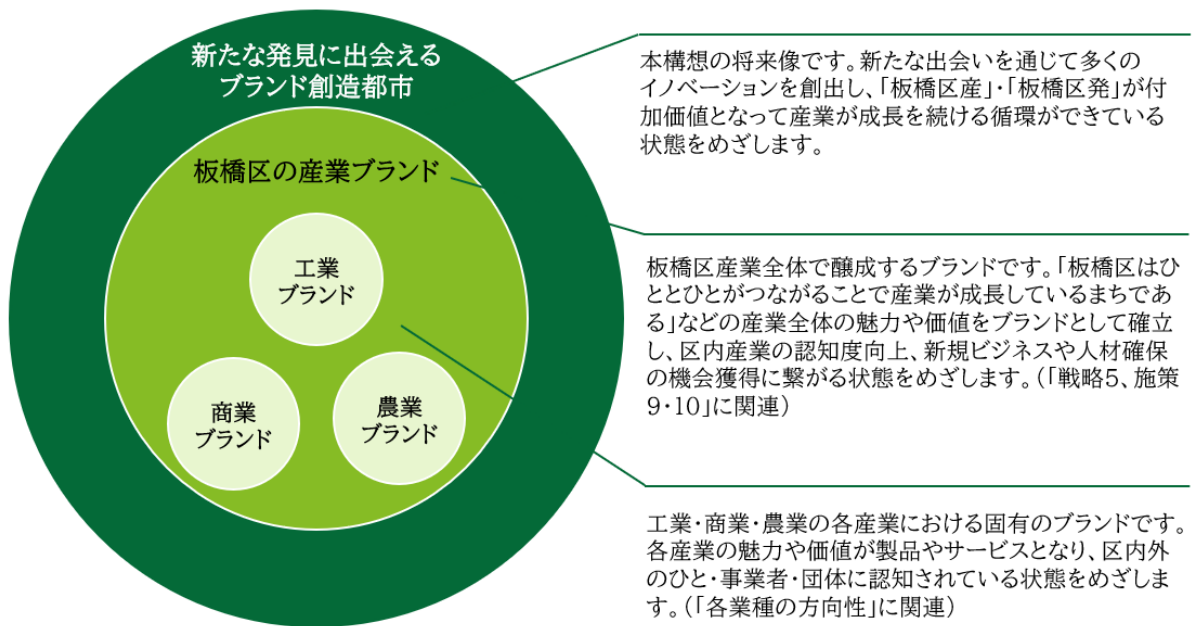 新たな発見に出会える
ブランド創造都市
板橋区の産業ブランド
工業
ブランド
商業
ブランド
農業
ブランド
本構想の将来像です。新たな出会いを通じて多くの
イノベーションを創出し、「板橋区産」・「板橋区発」が付
加価値となって産業が成長を続ける循環ができている
状態をめざします。
板橋区産業全体で醸成するブランドです。「板橋区はひ
ととひとがつながることで産業が成長しているまちであ
る」などの産業全体の魅力や価値をブランドとして確立
し、区内産業の認知度向上、新規ビジネスや人材確保
の機会獲得に繋がる状態をめざします。(「戦略5、施策
9・10」に関連)
工業・商業・農業の各産業における固有のブランドです。
各産業の魅力や価値が製品やサービスとなり、区内外
のひと・事業者・団体に認知されている状態をめざしま
す。(「各業種の方向性」に関連)